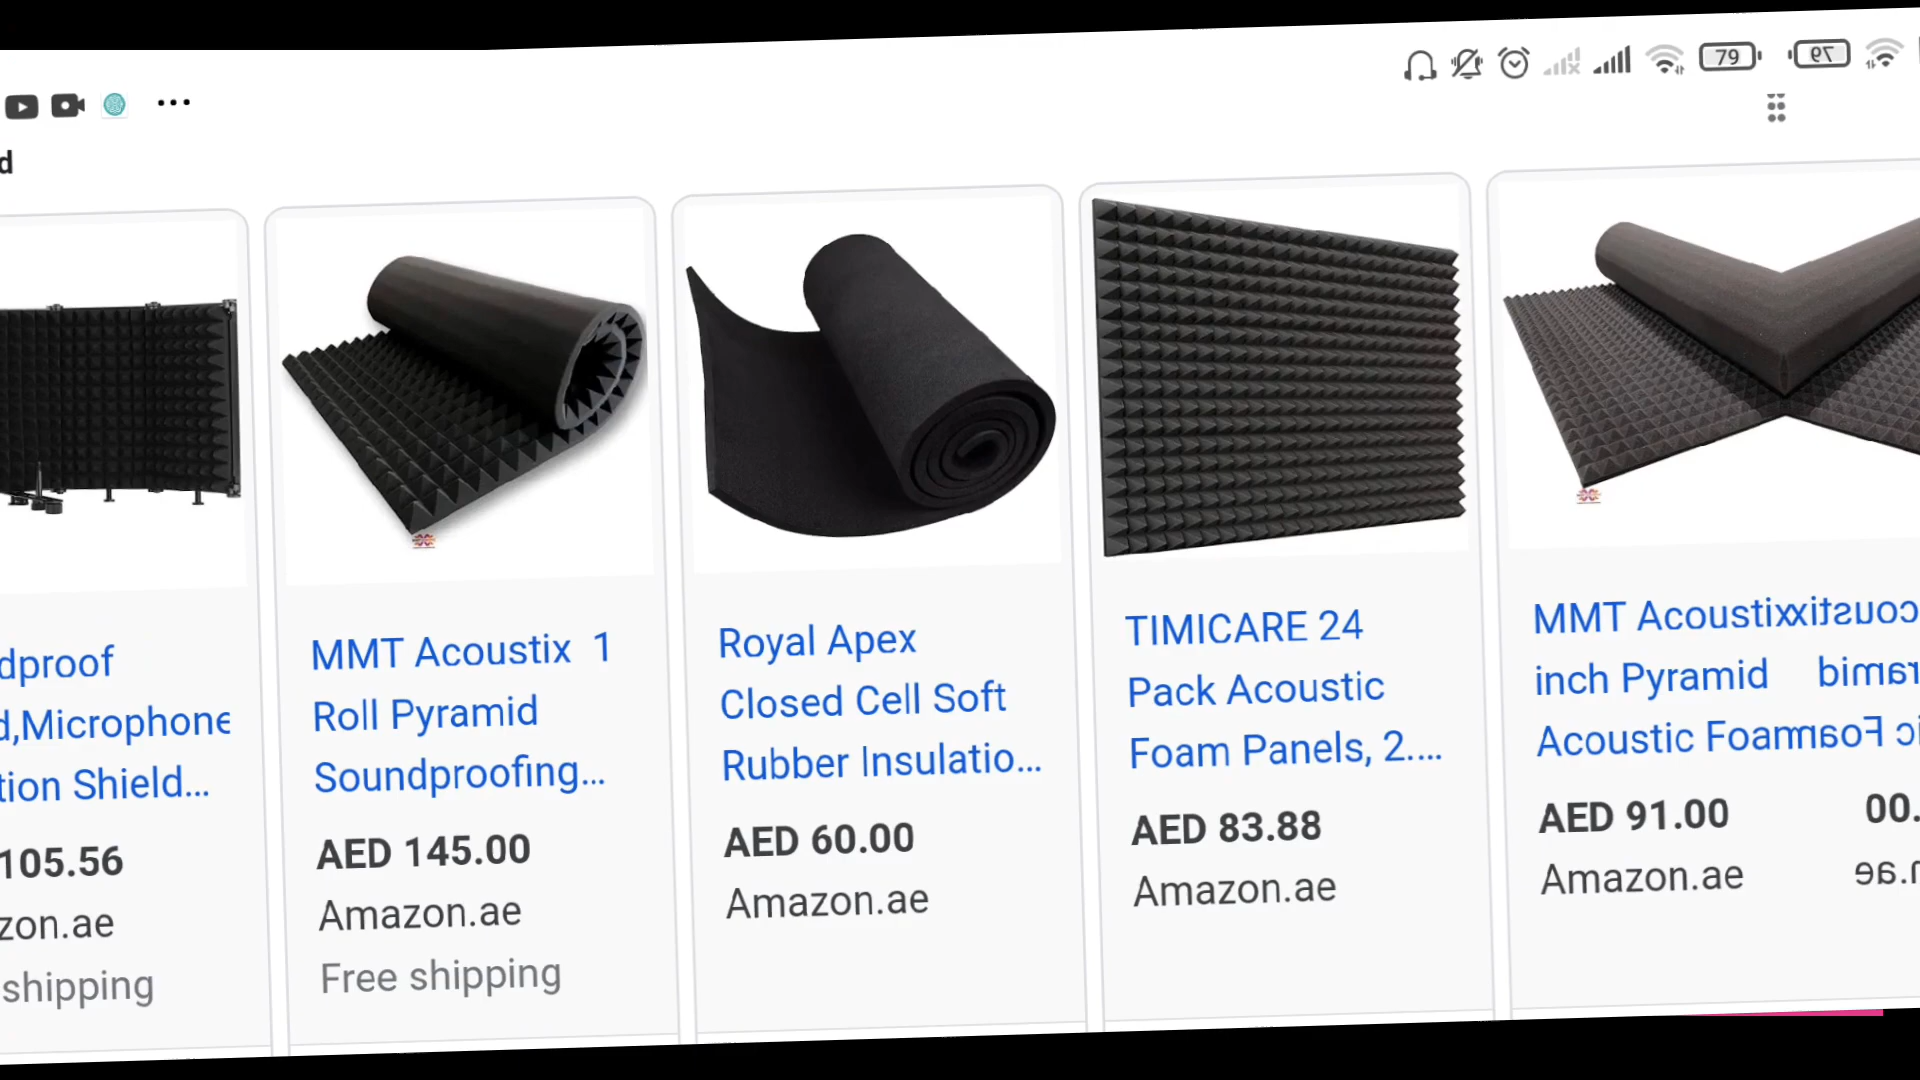 79
d
dproof
d,Microphone
tion Shield...
105.56
zon.ae
shipping
MMT Acoustix 1
Roll Pyramid
Soundproofing...
AED 145.00
Amazon.ae
Free shipping
Royal Apex
Closed Cell Soft
Rubber Insulatio...
AED 60.00
Amazon.ae
TIMICARE 24
Pack Acoustic
Foam Panels, 2....
AED 83.88
Amazon.ae
MMT Acoustix
inch Pyramid
Acoustic Foam
AED 91.00
Amazon.ae